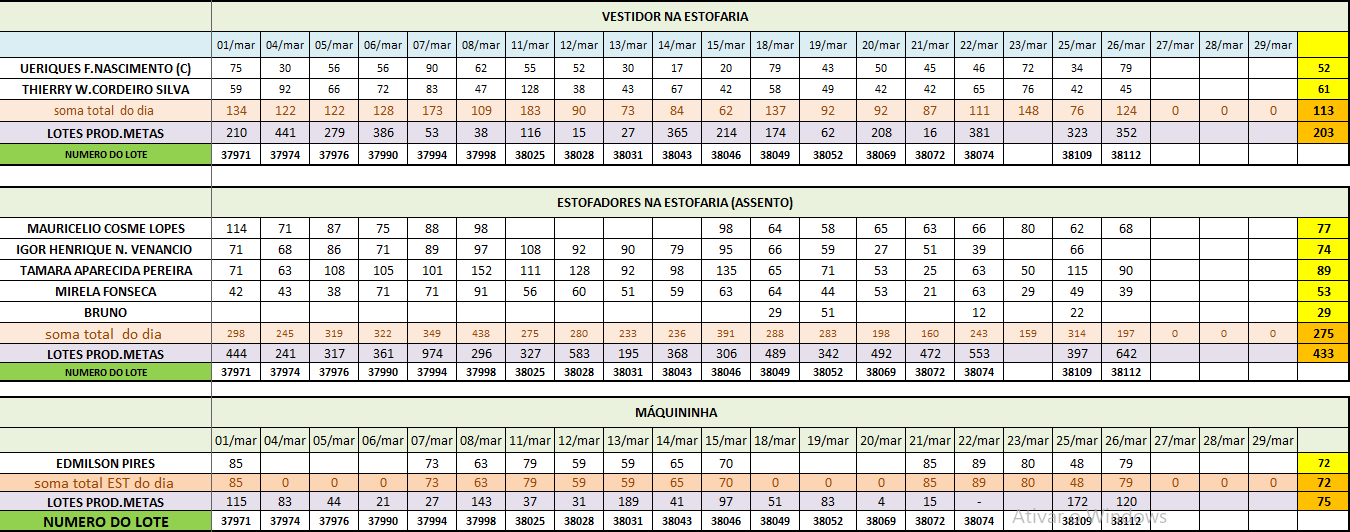 VESTIDOR NA ESTOFARIA
01/mar 04/mar 05/mar 06/mar 07/mar 08/mar 11/mar 12/mar 13/mar 14/mar 15/mar 18/mar 19/mar 20/mar 21/mar 22/mar 23/mar 25/mar 26/mar 27/mar 28/mar 29/mar
UERIQUES F.NASCIMENTO (C) 75 30 56 56 90 62 55 52 30 17 20 79 43 50 45 46 72 34 79 52
THIERRY W.CORDEIRO SILVA 59 92 66 72 83 47 128 38 43 67 42 58 49 42 42 65 76 42 45 61
soma total do dia 134 122 122 128 173 109 183 90 73 84 62 137 92 92 87 111 148 76 124 0 0 0 113
LOTES PROD.METAS 210 441 279 386 53 38 116 15 27 365 214 174 62 208 16 381 323 352 203
NUMERO DO LOTE 37971 37974 37976 37990 37994 37998 38025 38028 38031 38043 38046 38049 38052 38069 38072 38074 38109 38112
ESTOFADORES NA ESTOFARIA (ASSENTO)
MAURICELIO COSME LOPES 114 71 87 75 88 98 98 64 58 65 63 66 80 62 68 77
IGOR HENRIQUE N. VENANCIO 71 68 86 71 89 97 108 92 90 79 95 66 59 27 51 39 66 74
TAMARA APARECIDA PEREIRA 71 63 108 105 101 152 111 128 92 98 135 65 71 53 25 63 50 115 90 89
MIRELA FONSECA 42 43 38 71 71 91 56 60 51 59 63 64 44 53 21 63 29 49 39 53
BRUNO 29 51 12 22 29
soma total do dia 298 245 319 322 349 438 275 280 233 236 391 288 283 198 160 243 159 314 197 0 0 0 275
LOTES PROD.METAS 444 241 317 361 974 296 327 583 195 368 306 489 342 492 472 553 397 642 433
NUMERO DO LOTE 37971 37974 37976 37990 37994 37998 38025 38028 38031 38043 38046 38049 38052 38069 38072 38074 38109 38112
MÁQUININHA
01/mar 04/mar 05/mar 06/mar 07/mar 08/mar 11/mar 12/mar 13/mar 14/mar 15/mar 18/mar 19/mar 20/mar 21/mar 22/mar 23/mar 25/mar 26/mar 27/mar 28/mar 29/mar
EDMILSON PIRES 85 73 63 79 59 59 65 70 85 89 80 48 79 72
soma total EST do dia 85 0 0 0 73 63 79 59 59 65 70 0 0 0 85 89 80 48 79 0 0 0 72
LOTES PROD.METAS 115 83 44 21 27 143 37 31 189 41 97 51 83 4 15 - 172 120 75
NUMERO DO LOTE 37971 37974 37976 37990 37994 37998 38025 38028 38031 38043 38046 38049 38052 38069 38072 38074 38109 38112
Ativar o Windows